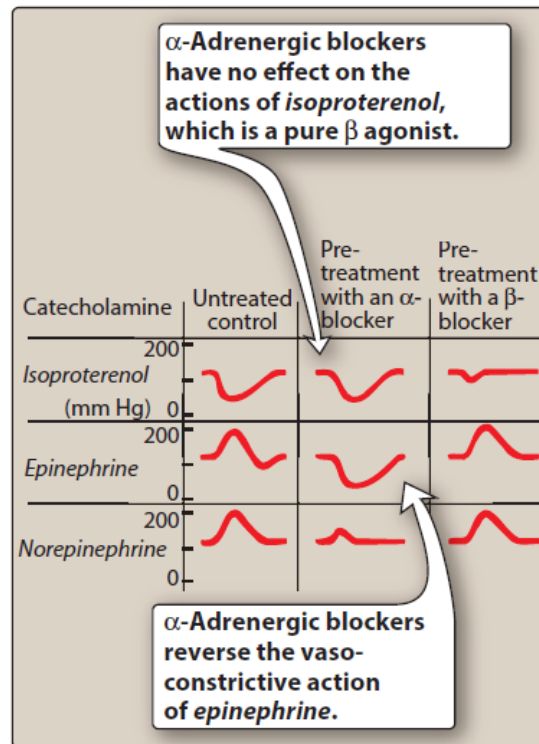 α-Adrenergic blockers
have no effect on the
actions of isoproterenol,
which is a pure β agonist.
Catecholamine
Untreated
control
Pre-
treatment
with an α-
blocker
Pre-
treatment
with a β-
blocker
Isoproterenol
(mm Hg)
200
0
Epinephrine
200
0
Norepinephrine
200
0
α-Adrenergic blockers
reverse the vaso-
constrictive action
of epinephrine.